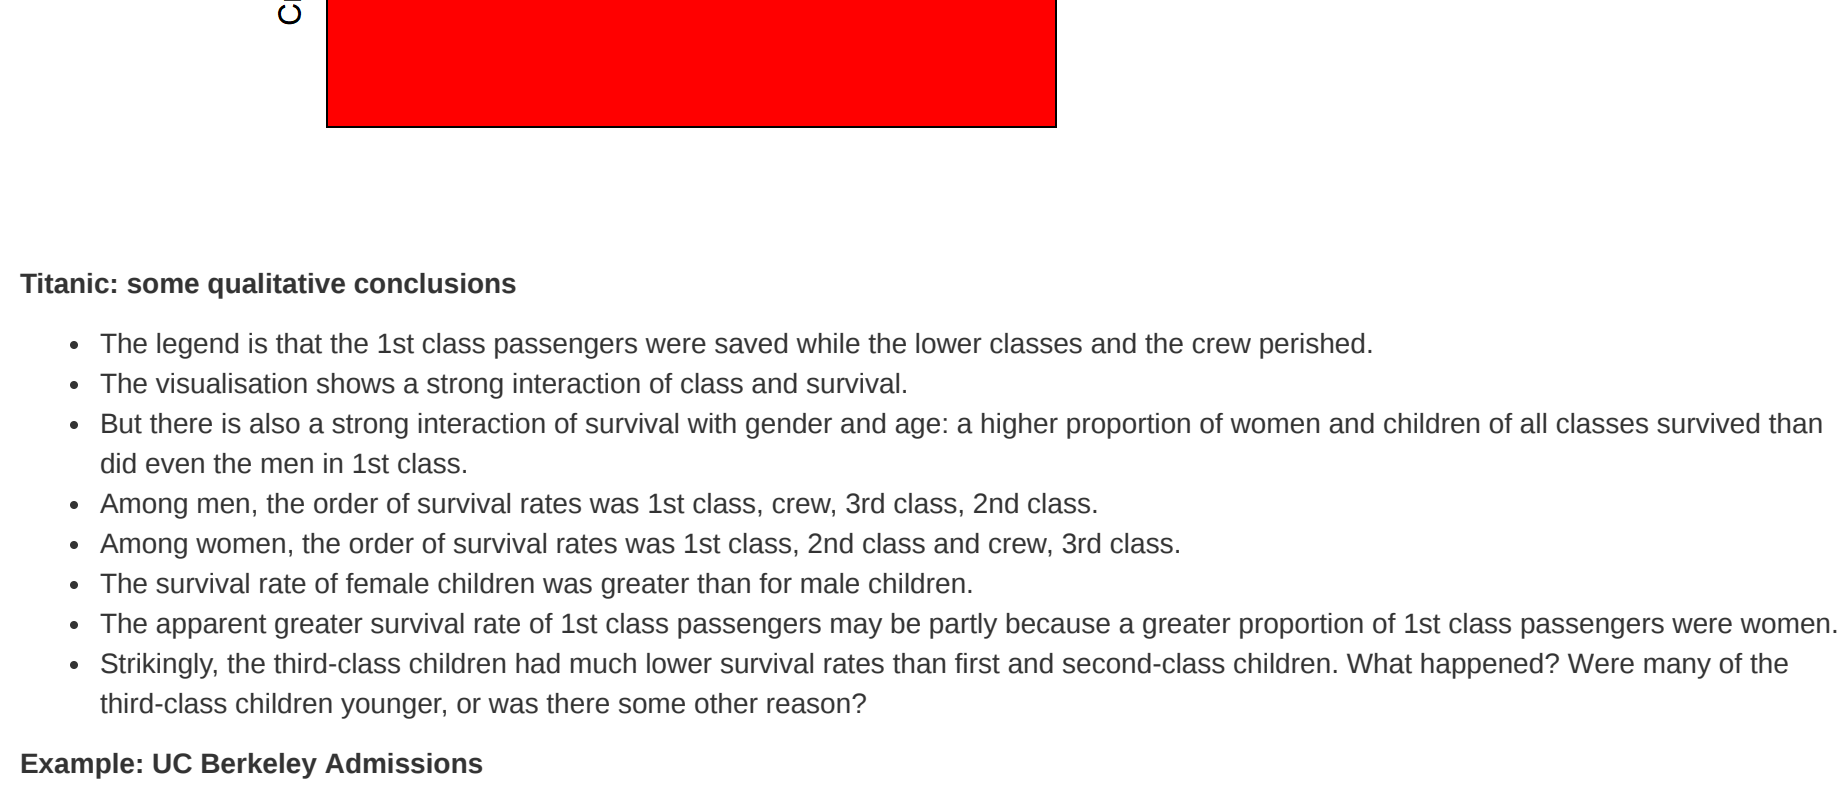 Titanic: some qualitative conclusions
• The legend is that the 1st class passengers were saved while the lower classes and the crew perished.
• The visualisation shows a strong interaction of class and survival.
• But there is also a strong interaction of survival with gender and age: a higher proportion of women and children of all classes survived than
did even the men in 1st class.
• Among men, the order of survival rates was 1st class, crew, 3rd class, 2nd class.
• Among women, the order of survival rates was 1st class, 2nd class and crew, 3rd class.
• The survival rate of female children was greater than for male children.
• The apparent greater survival rate of 1st class passengers may be partly because a greater proportion of 1st class passengers were women.
• Strikingly, the third-class children had much lower survival rates than first and second-class children. What happened? Were many of the
third-class children younger, or was there some other reason?
Example: UC Berkeley Admissions